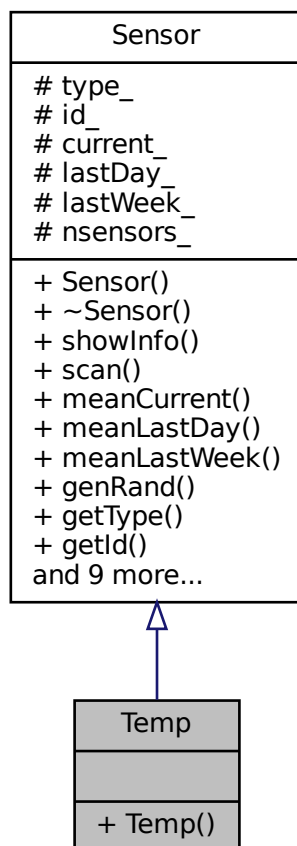 Sensor
# type_
# id_
# current_
# lastDay_
# lastWeek_
# nsensors_
+ Sensor()
+ ~Sensor()
+ showInfo()
+ scan()
+ meanCurrent()
+ meanLastDay()
+ meanLastWeek()
+ genRand()
+ getType()
+ getId()
and 9 more...
Temp
+ Temp()